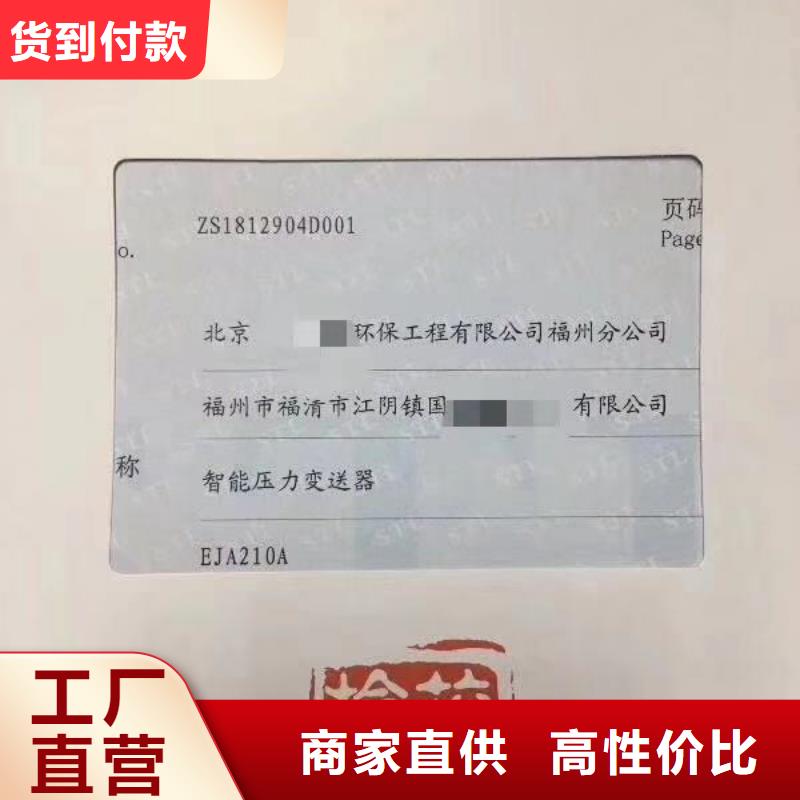 货到付款
ZS1812904D001
页码
o.
Page
北京 环保工程有限公司福州分公司
福州市福清市江阴镇国 有限公司
称
智能压力变送器
EJA210A
工厂
直营
商家直供 高性价比